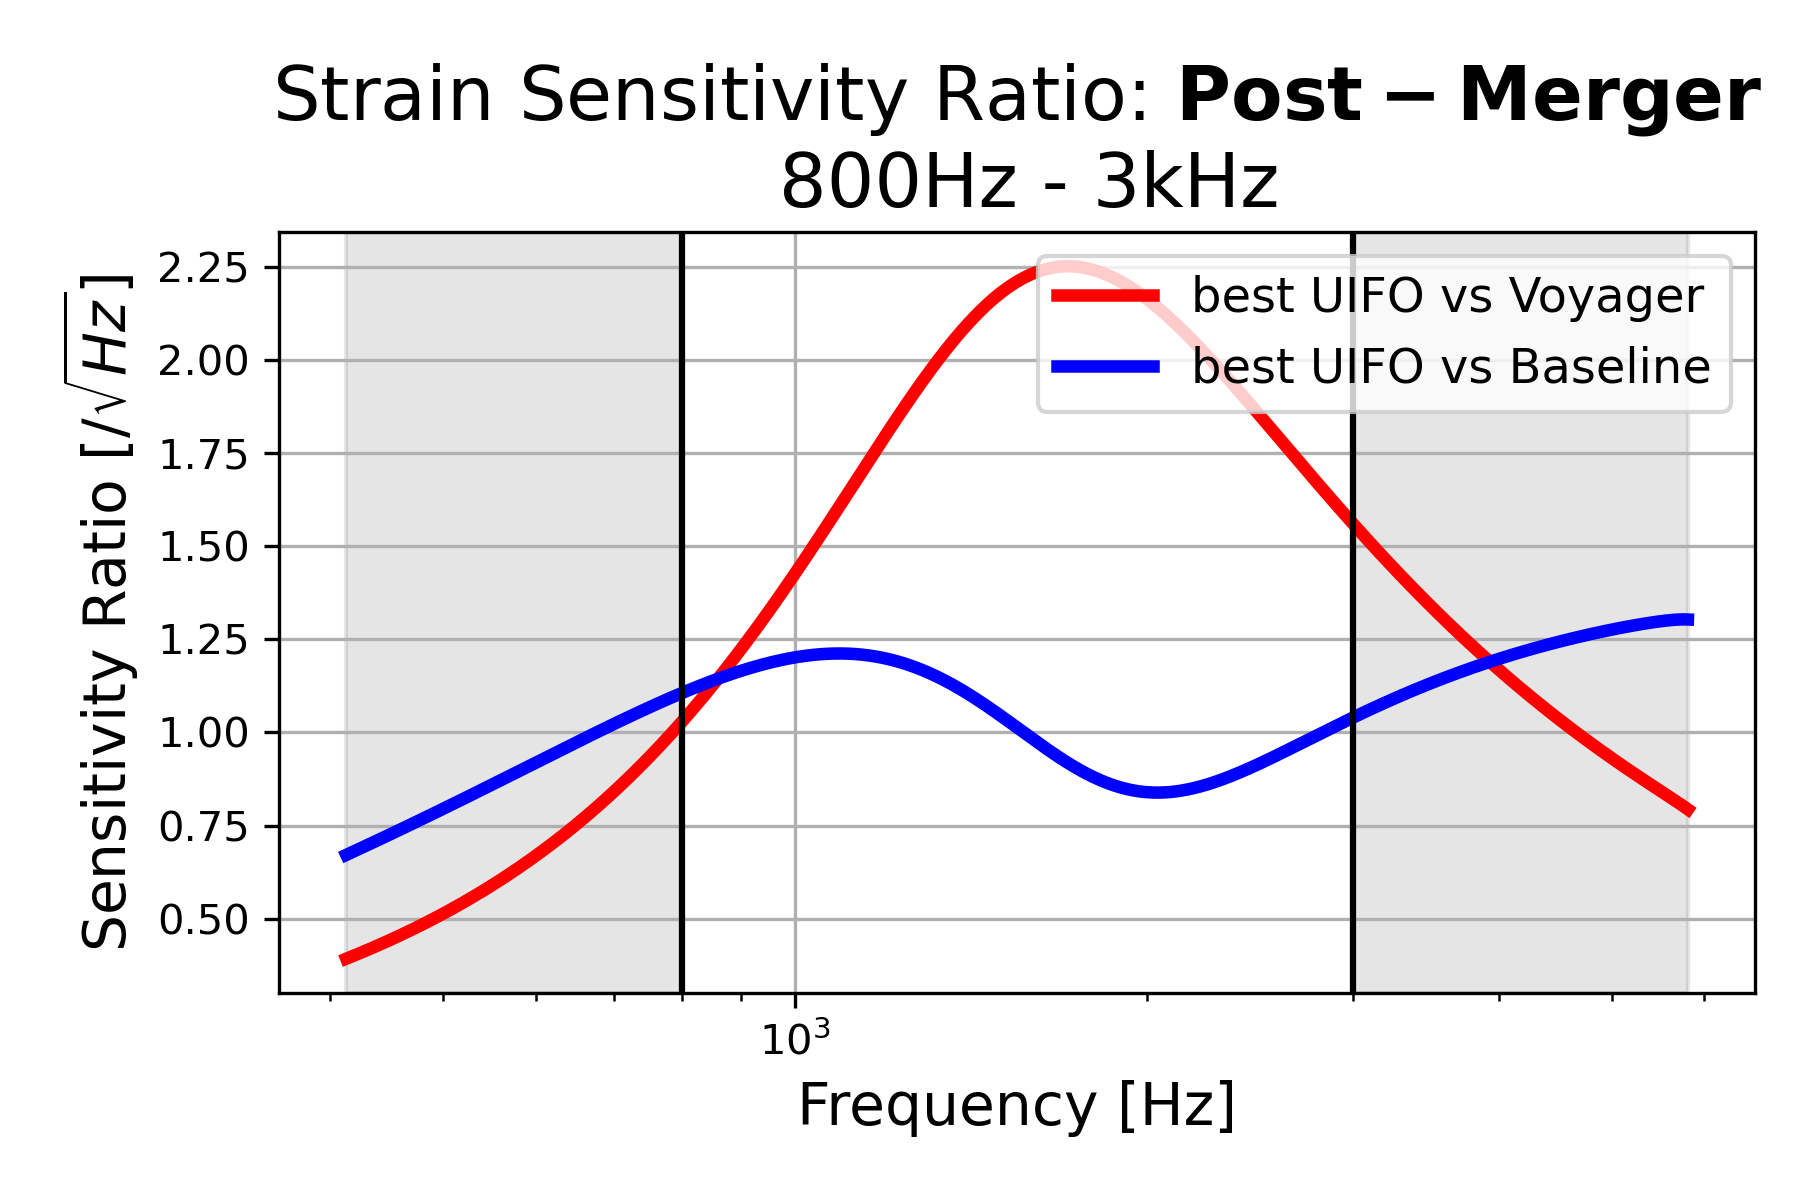 Strain Sensitivity Ratio: Post − Merger
800Hz - 3kHz
Sensitivity Ratio [/√Hz]
2.25
2.00
1.75
1.50
1.25
1.00
0.75
0.50
best UIFO vs Voyager
best UIFO vs Baseline
10³
Frequency [Hz]